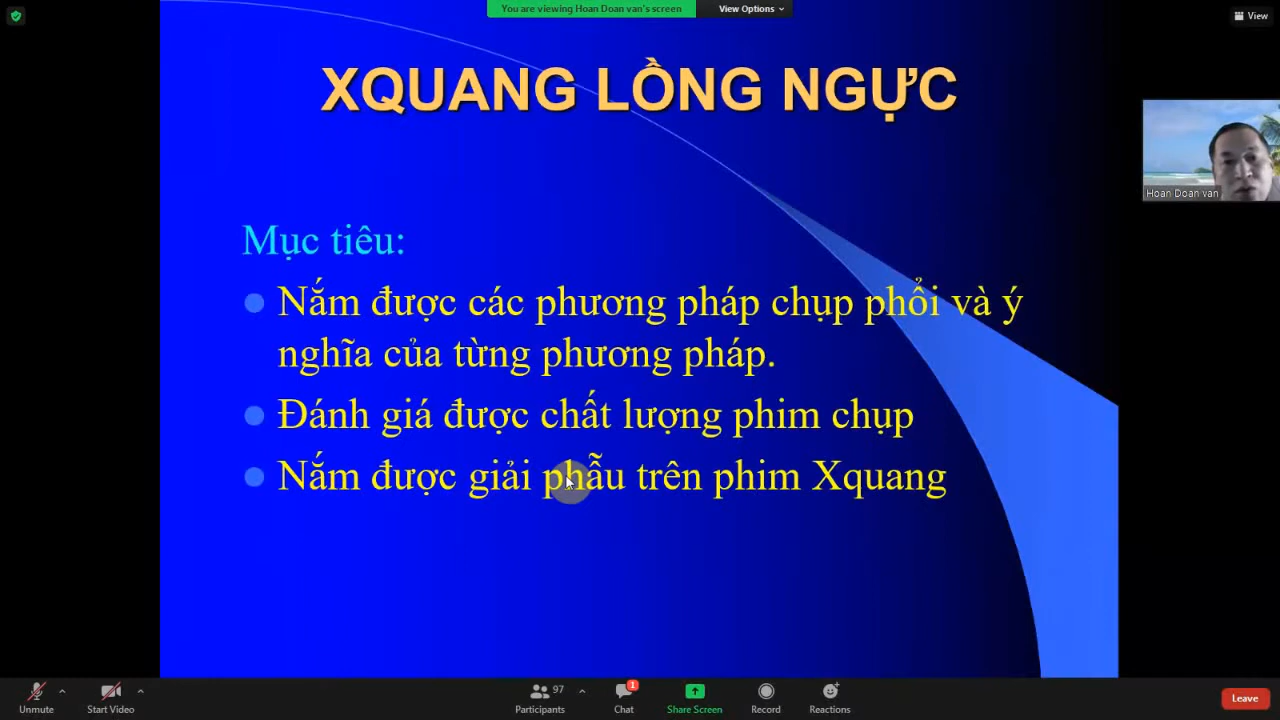 You are viewing Hoan Doan van's screen
View Options
View
XQUANG LỒNG NGỰC
Hoan Doan van
Mục tiêu:
Nắm được các phương pháp chụp phổi và ý
nghĩa của từng phương pháp.
Đánh giá được chất lượng phim chụp
Nắm được giải phẫu trên phim Xquang
Unmute
Start Video
97
Participants
1
Chat
Share Screen
Record
Reactions
Leave